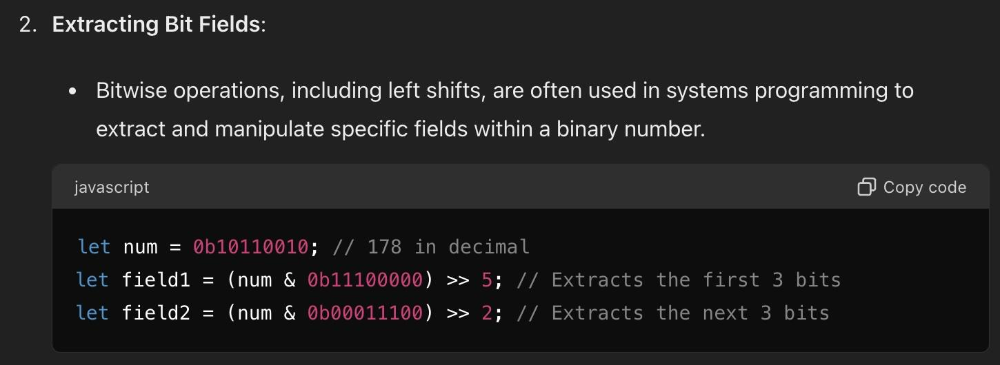 2. Extracting Bit Fields:
• Bitwise operations, including left shifts, are often used in systems programming to
extract and manipulate specific fields within a binary number.
javascript Copy code
let num = 0b10110010; // 178 in decimal
let field1 = (num & 0b11100000) >> 5; // Extracts the first 3 bits
let field2 = (num & 0b00011100) >> 2; // Extracts the next 3 bits